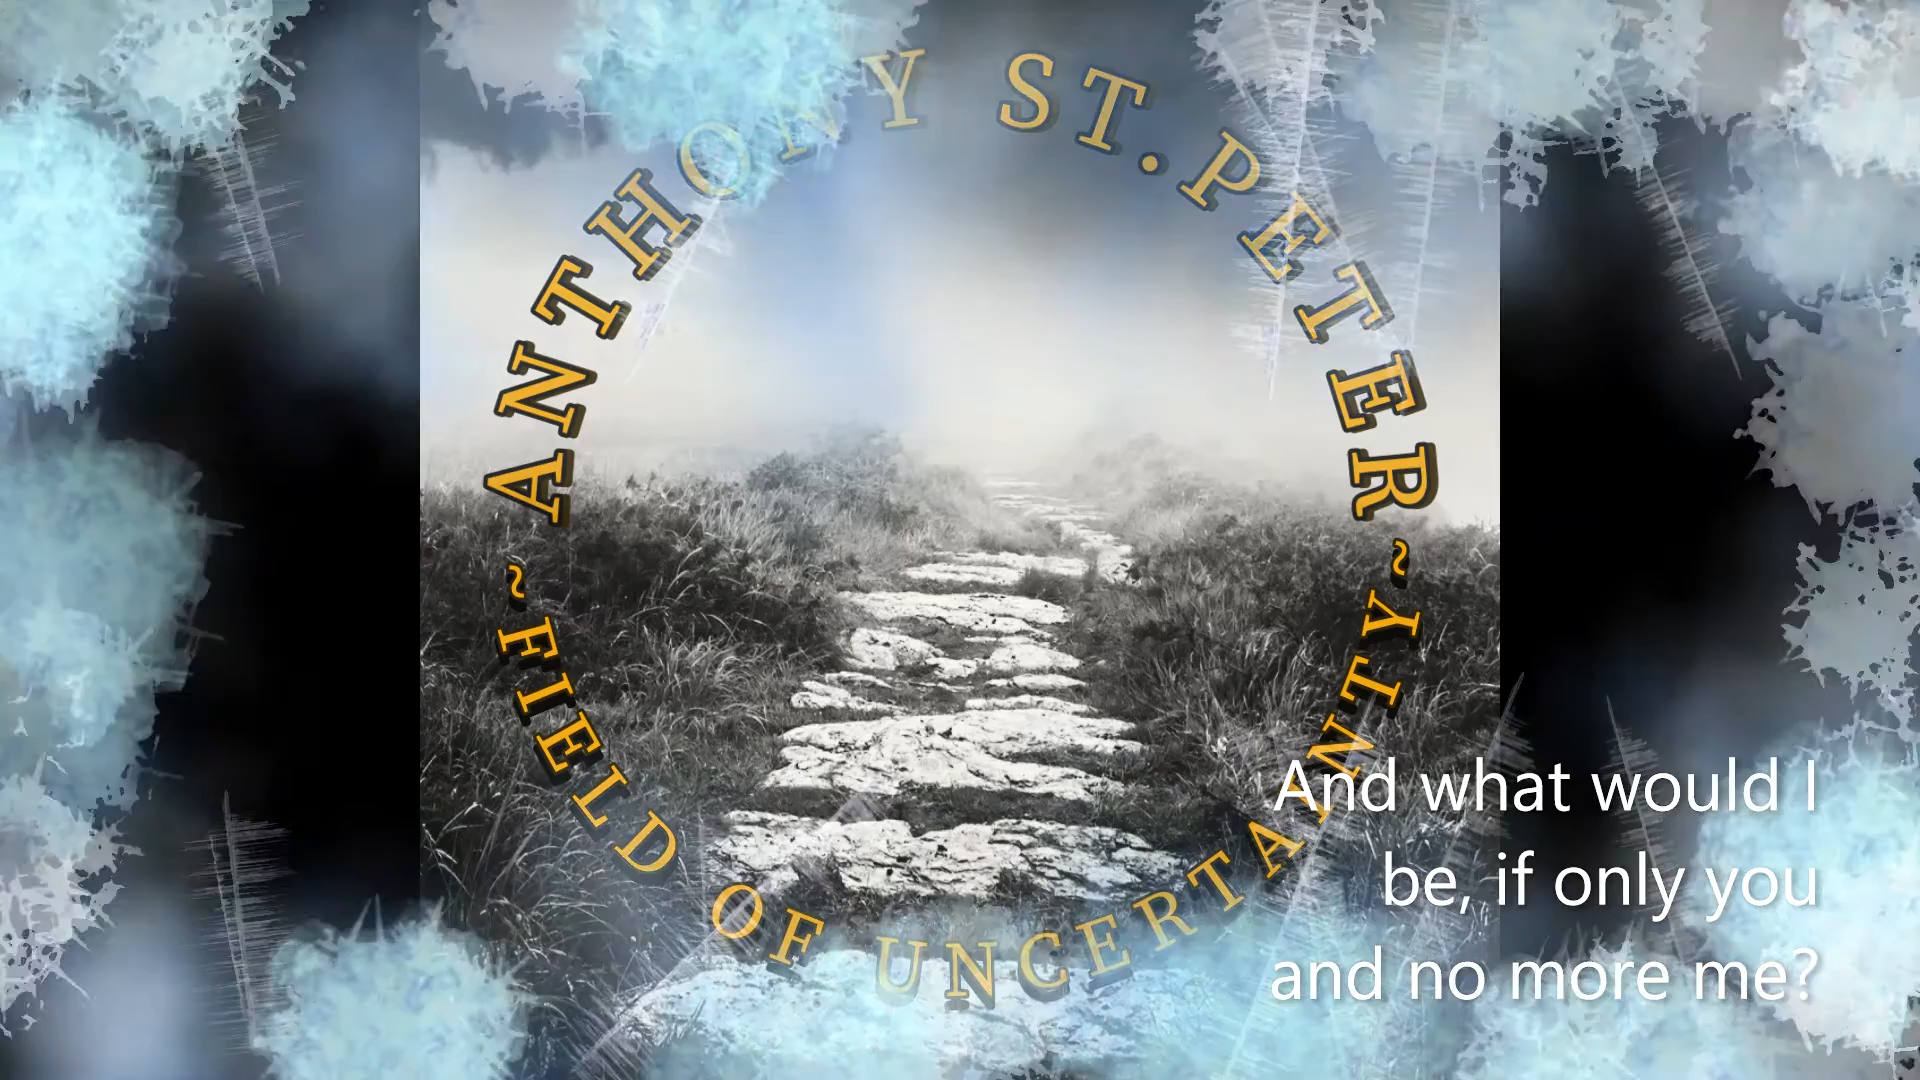 ANTHONY ST. PETER
~ FIELD OF UNCERTAINTY ~
And what would I
be, if only you
and no more me?